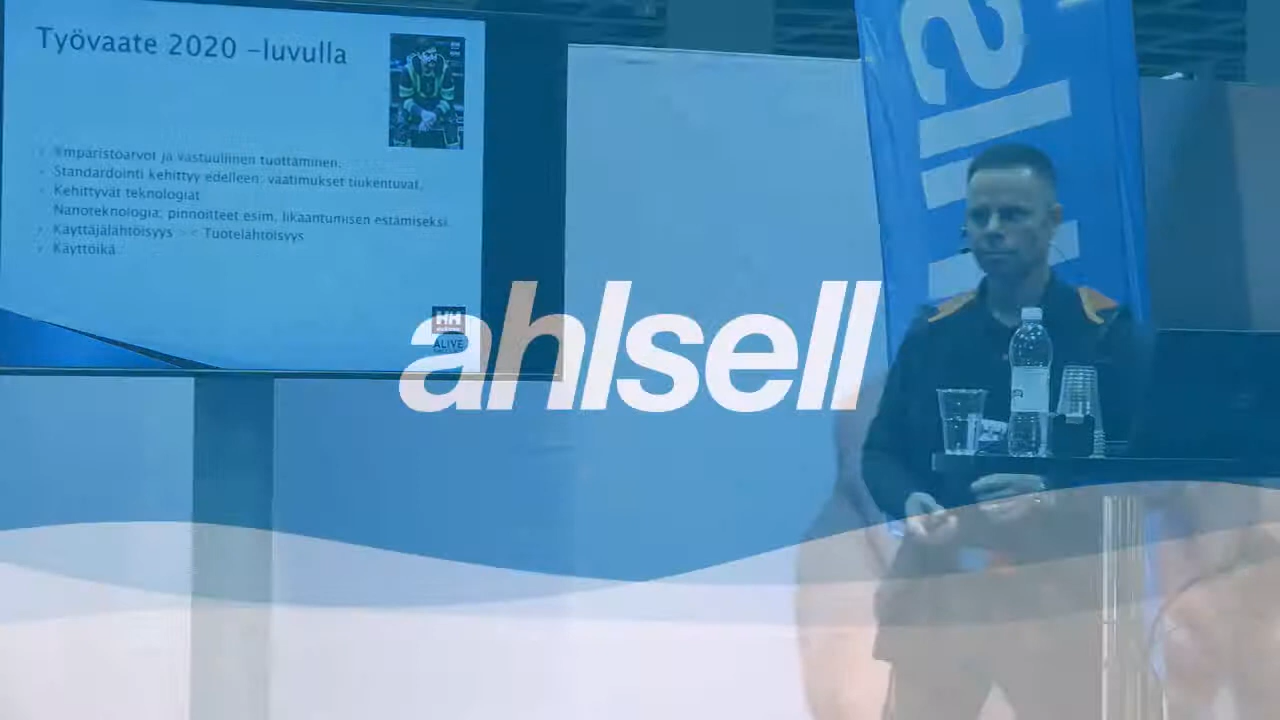 Työvaate 2020 -luvulla
Ympäristöarvot ja vastuullinen tuottaminen.
Standardointi kehittyy edelleen: vaatimukset tiukentuvat.
Kehittyvät teknologiat
Nanoteknologia: pinnoitteet esim. likaantumisen estämiseksi
Käyttäjälähtöisyys > < Tuotelähtöisyys
Käyttöikä
HH
ALIVE
ahlsell